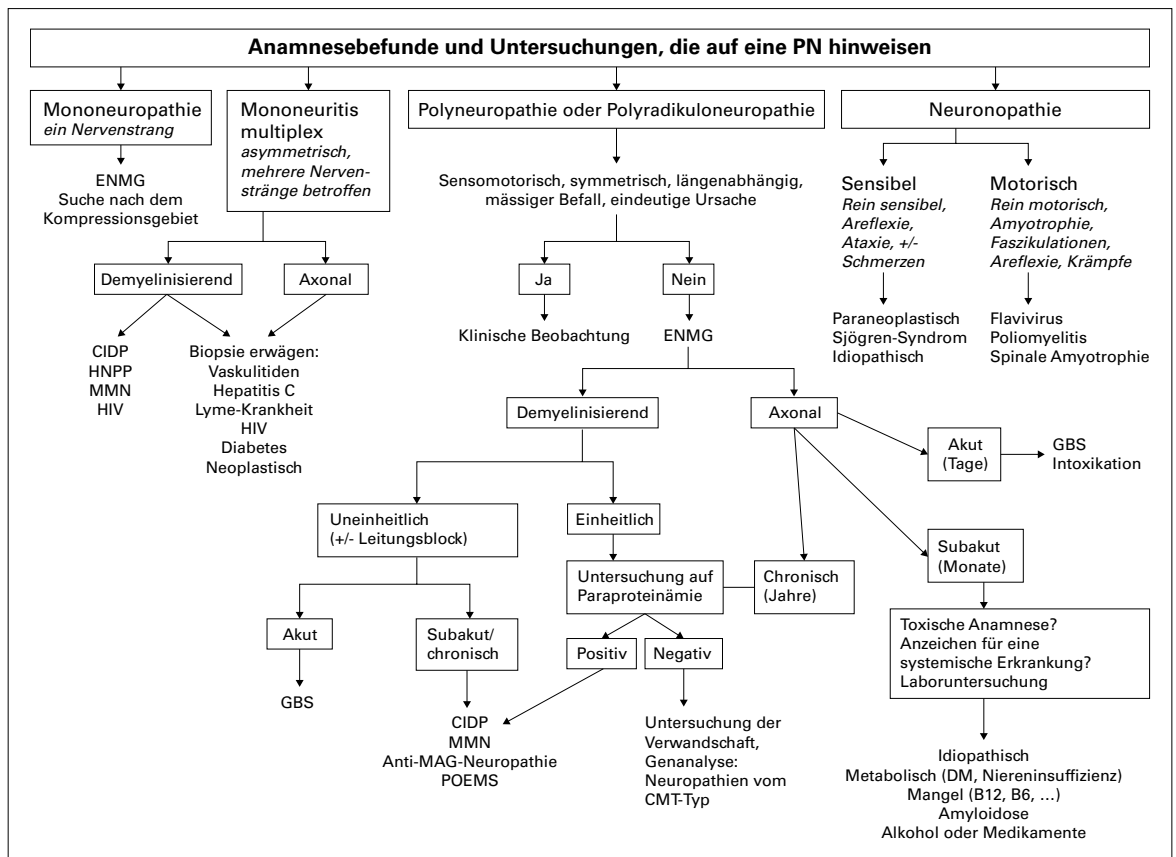 Anamnesebefunde und Untersuchungen, die auf eine PN hinweisen
Mononeuropathie
ein Nervenstrang
ENMG
Suche nach dem
Kompressionsgebiet
Mononeuritis
multiplex
asymmetrisch,
mehrere Nerven-
stränge betroffen
Demyelinisierend
Axonal
CIDP
HNPP
MMN
HIV
Biopsie erwägen:
Vaskulitiden
Hepatitis C
Lyme-Krankheit
HIV
Diabetes
Neoplastisch
Polyneuropathie oder Polyradikuloneuropathie
Sensomotorisch, symmetrisch, längenabhängig,
mässiger Befall, eindeutige Ursache
Ja
Nein
Klinische Beobachtung
ENMG
Demyelinisierend
Axonal
Uneinheitlich
(+/- Leitungsblock)
Einheitlich
Akut
Subakut/
chronisch
GBS
Untersuchung auf
Paraproteinämie
Chronisch
(Jahre)
Positiv
Negativ
CIDP
MMN
Anti-MAG-Neuropathie
POEMS
Untersuchung der
Verwandschaft,
Genanalyse:
Neuropathien vom
CMT-Typ
Akut
(Tage)
GBS
Intoxikation
Subakut
(Monate)
Toxische Anamnese?
Anzeichen für eine
systemische Erkrankung?
Laboruntersuchung
Idiopathisch
Metabolisch (DM, Niereninsuffizienz)
Mangel (B12, B6, ...)
Amyloidose
Alkohol oder Medikamente
Neuronopathie
Sensibel
Rein sensibel,
Areflexie,
Ataxie, +/-
Schmerzen
Paraneoplastisch
Sjögren-Syndrom
Idiopathisch
Motorisch
Rein motorisch,
Amyotrophie,
Faszikulationen,
Areflexie, Krämpfe
Flavivirus
Poliomyelitis
Spinale Amyotrophie